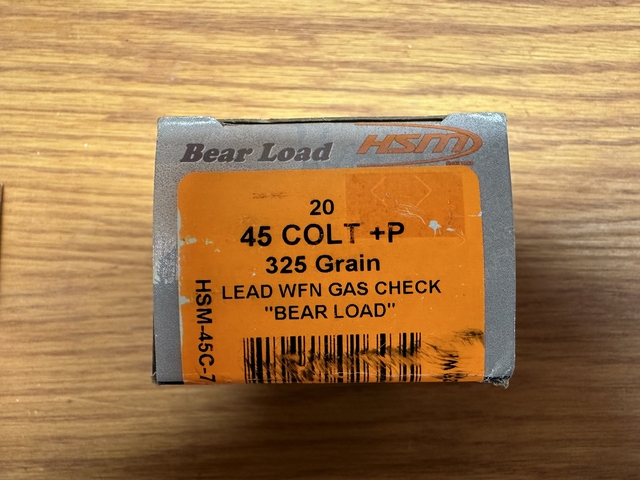 Bear Load
HSM
20
45 COLT +P
325 Grain
LEAD WFN GAS CHECK
"BEAR LOAD"
HSM-45C-7